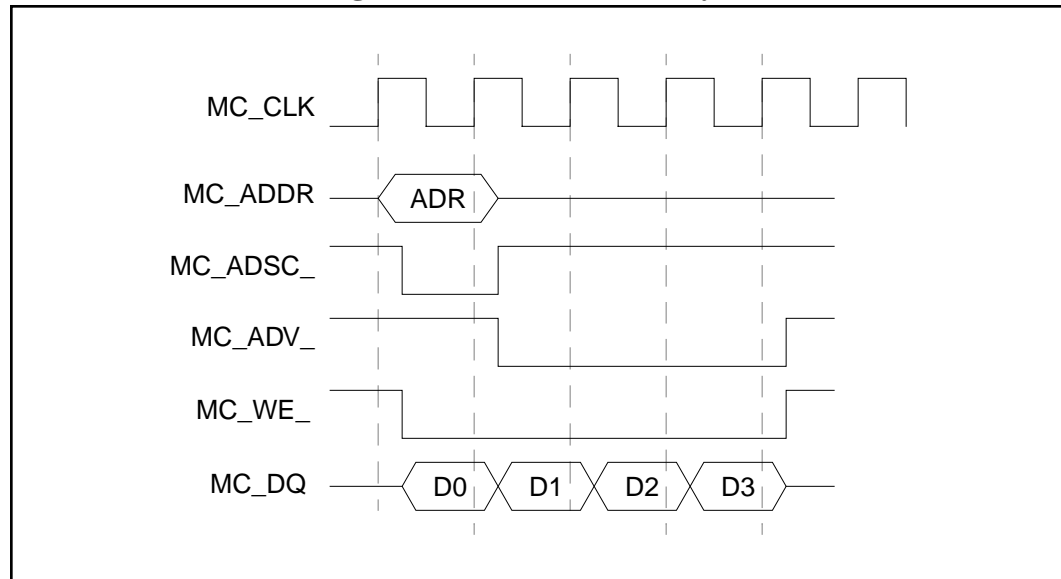 MC_CLK
MC_ADDR ADR
MC_ADSC_
MC_ADV_
MC_WE_
MC_DQ D0 D1 D2 D3